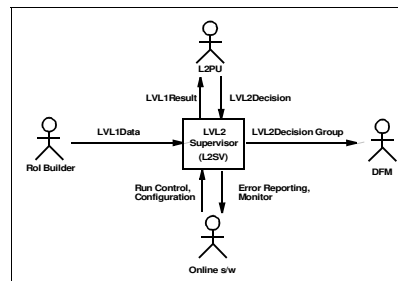 L2PU
LVL1Result
LVL2Decision
LVL1Data
LVL2
Supervisor
(L2SV)
LVL2Decision Group
RoI Builder
DFM
Run Control,
Configuration
Error Reporting,
Monitor
Online s/w